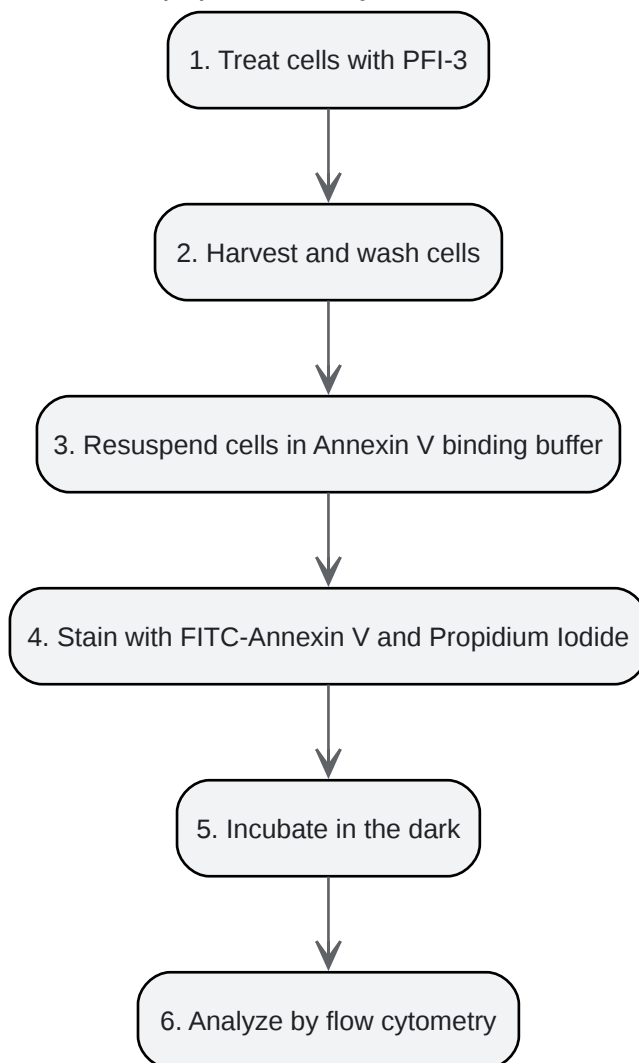 1. Treat cells with PFI-3
2. Harvest and wash cells
3. Resuspend cells in Annexin V binding buffer
4. Stain with FITC-Annexin V and Propidium Iodide
5. Incubate in the dark
6. Analyze by flow cytometry